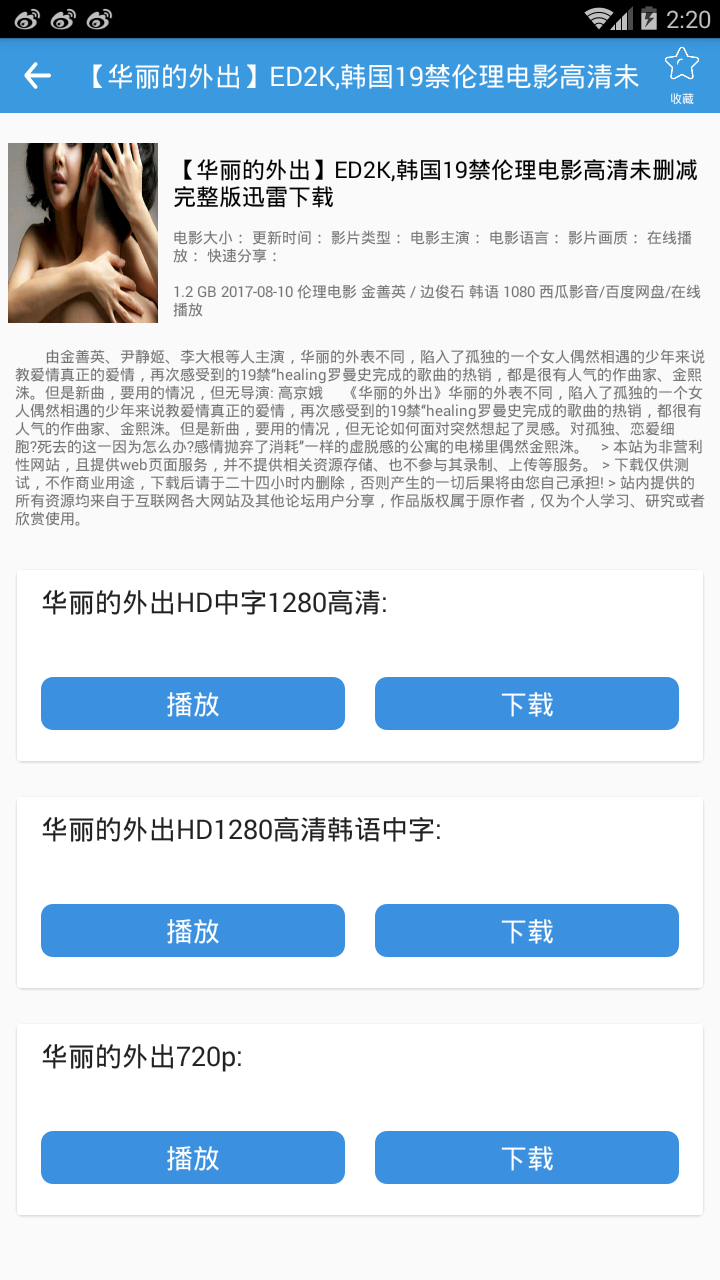 2:20
【华丽的外出】ED2K,韩国19禁伦理电影高清未
收藏
【华丽的外出】ED2K,韩国19禁伦理电影高清未删减
完整版迅雷下载
电影大小： 更新时间： 影片类型： 电影主演： 电影语言： 影片画质： 在线播
放： 快速分享：
1.2 GB 2017-08-10 伦理电影 金善英 / 边俊石 韩语 1080 西瓜影音/百度网盘/在线
播放
由金善英、尹静姬、李大根等人主演，华丽的外表不同，陷入了孤独的一个女人偶然相遇的少年来说
教爱情真正的爱情，再次感受到的19禁“healing罗曼史完成的歌曲的热销，都是很有人气的作曲家、金熙
洙。但是新曲，要用的情况，但无导演: 高京娥 《华丽的外出》华丽的外表不同，陷入了孤独的一个女
人偶然相遇的少年来说教爱情真正的爱情，再次感受到的19禁“healing罗曼史完成的歌曲的热销，都很有
人气的作曲家、金熙洙。但是新曲，要用的情况，但无论如何面对突然想起了灵感。对孤独、恋爱细
胞?死去的这一因为怎么办?感情抛弃了消耗”一样的虚脱感的公寓的电梯里偶然金熙洙。 > 本站为非营利
性网站，且提供web页面服务，并不提供相关资源存储、也不参与其录制、上传等服务。 > 下载仅供测
试，不作商业用途，下载后请于二十四小时内删除，否则产生的一切后果将由您自己承担! > 站内提供的
所有资源均来自于互联网各大网站及其他论坛用户分享，作品版权属于原作者，仅为个人学习、研究或者
欣赏使用。
华丽的外出HD中字1280高清:
播放 下载
华丽的外出HD1280高清韩语中字:
播放 下载
华丽的外出720p:
播放 下载